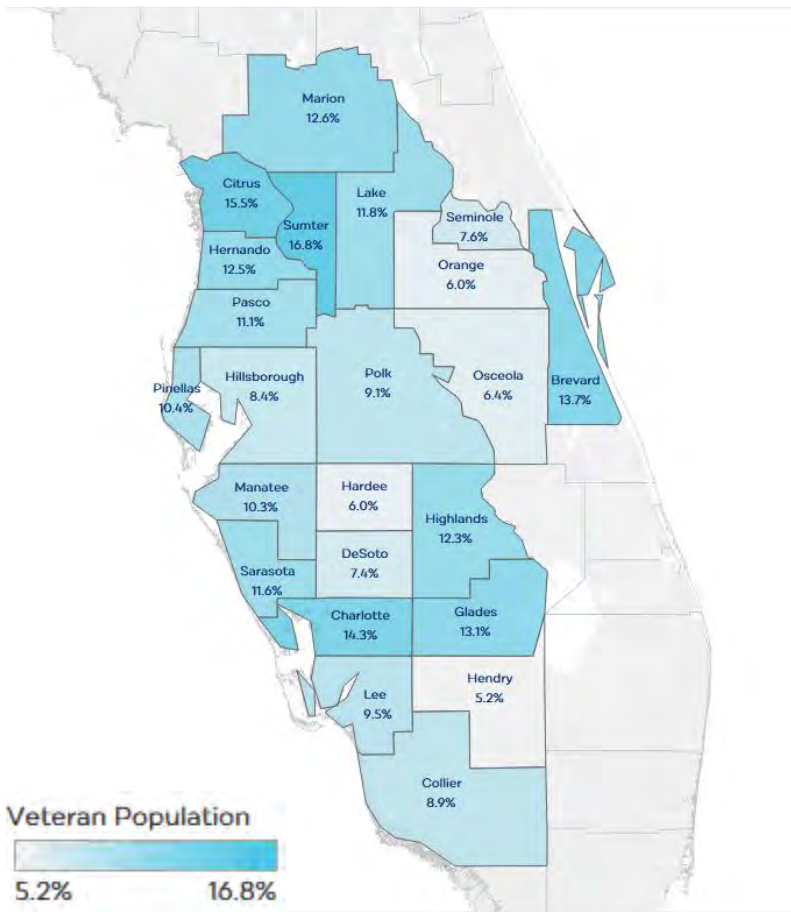 Marion
12.6%
Citrus
15.5%
Lake
11.8%
Sumter
16.8%
Seminole
7.6%
Hernando
12.5%
Orange
6.0%
Pasco
11.1%
Pinellas
10.4%
Hillsborough
8.4%
Polk
9.1%
Osceola
6.4%
Brevard
13.7%
Manatee
10.3%
Hardee
6.0%
Highlands
12.3%
DeSoto
7.4%
Sarasota
11.6%
Charlotte
14.3%
Glades
13.1%
Lee
9.5%
Hendry
5.2%
Collier
8.9%
Veteran Population
5.2% 16.8%